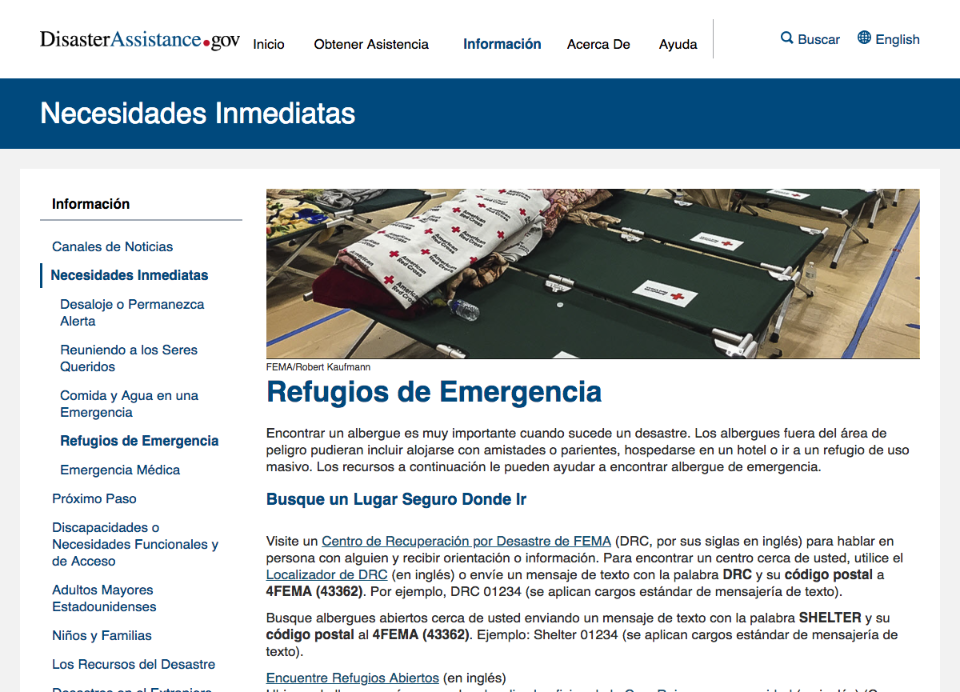 DisasterAssistance.gov
Inicio
Obtener Asistencia
Información
Acerca De
Ayuda
Buscar
English
Necesidades Inmediatas
Información
Canales de Noticias
Necesidades Inmediatas
Desaloje o Permanezca
Alerta
Reuniendo a los Seres
Queridos
Comida y Agua en una
Emergencia
Refugios de Emergencia
Emergencia Médica
Próximo Paso
Discapacidades o
Necesidades Funcionales y
de Acceso
Adultos Mayores
Estadounidenses
Niños y Familias
Los Recursos del Desastre
Desastres en el Extranjero
American
Red Cross
FEMA/Robert Kaufmann
Refugios de Emergencia
Encontrar un albergue es muy importante cuando sucede un desastre. Los albergues fuera del área de
peligro pudieran incluir alojarse con amistades o parientes, hospedarse en un hotel o ir a un refugio de uso
masivo. Los recursos a continuación le pueden ayudar a encontrar albergue de emergencia.
Busque un Lugar Seguro Donde Ir
Visite un Centro de Recuperación por Desastre de FEMA (DRC, por sus siglas en inglés) para hablar en
persona con alguien y recibir orientación o información. Para encontrar un centro cerca de usted, utilice el
Localizador de DRC (en inglés) o envíe un mensaje de texto con la palabra DRC y su código postal a
4FEMA (43362). Por ejemplo, DRC 01234 (se aplican cargos estándar de mensajería de texto).
Busque albergues abiertos cerca de usted enviando un mensaje de texto con la palabra SHELTER y su
código postal al 4FEMA (43362). Ejemplo: Shelter 01234 (se aplican cargos estándar de mensajería de
texto).
Encuentre Refugios Abiertos (en inglés)